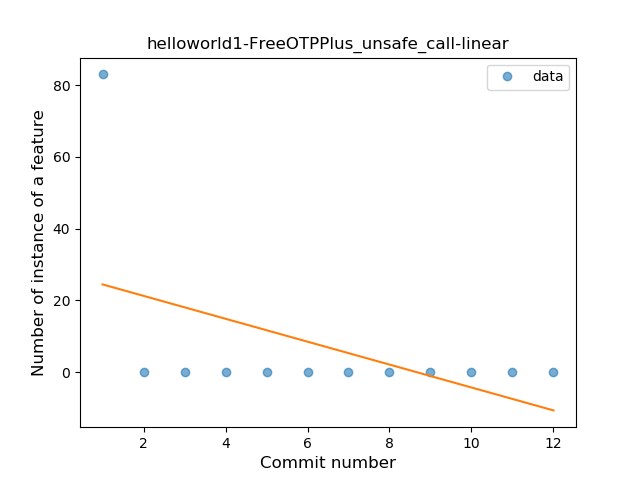 helloworld1-FreeOTPPlus_unsafe_call-linear
data
Number of instance of a feature
80
60
40
20
0
2 4 6 8 10 12
Commit number